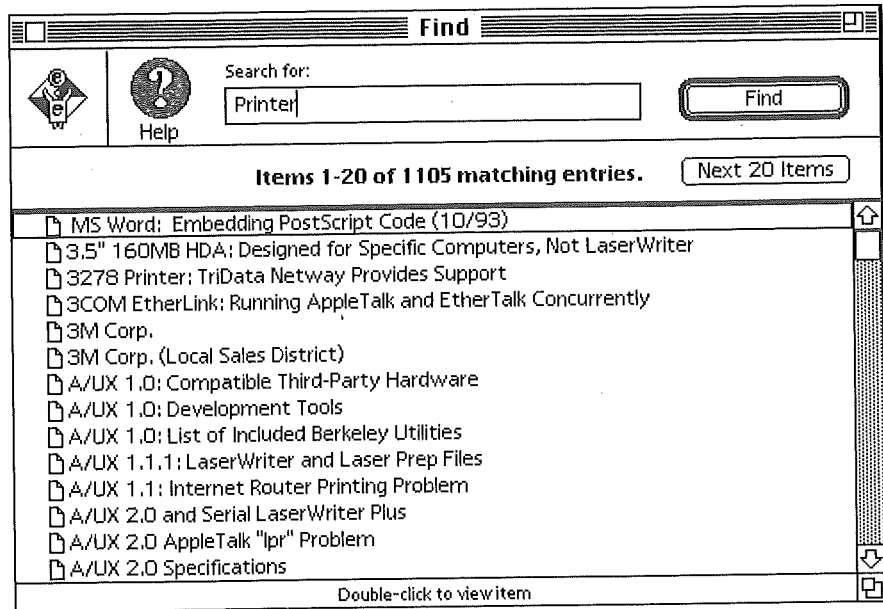 Find
Search for:
Printer
Find
Help
Items 1-20 of 1105 matching entries.
Next 20 Items
MS Word: Embedding PostScript Code (10/93)
3.5" 160MB HDA: Designed for Specific Computers, Not LaserWriter
3278 Printer: TriData Netway Provides Support
3COM EtherLink: Running AppleTalk and EtherTalk Concurrently
3M Corp.
3M Corp. (Local Sales District)
A/UX 1.0: Compatible Third-Party Hardware
A/UX 1.0: Development Tools
A/UX 1.0: List of Included Berkeley Utilities
A/UX 1.1.1: LaserWriter and Laser Prep Files
A/UX 1.1: Internet Router Printing Problem
A/UX 2.0 and Serial LaserWriter Plus
A/UX 2.0 AppleTalk "lpr" Problem
A/UX 2.0 Specifications
Double-click to view item